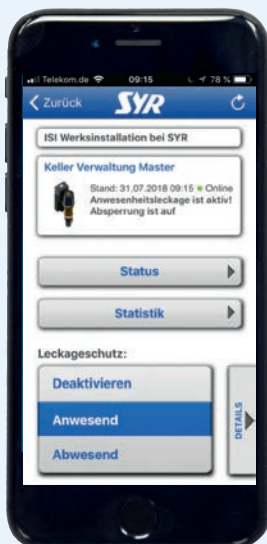 Telekom.de 09:15 78 %
Zurück SYR
ISI Werksinstallation bei SYR
Keller Verwaltung Master
Stand: 31.07.2018 09:15 Online
Anwesenheitsleckage ist aktiv!
Absperrung ist auf
Status
Statistik
Leckageschutz:
Deaktivieren
Anwesend
DETAILS
Abwesend